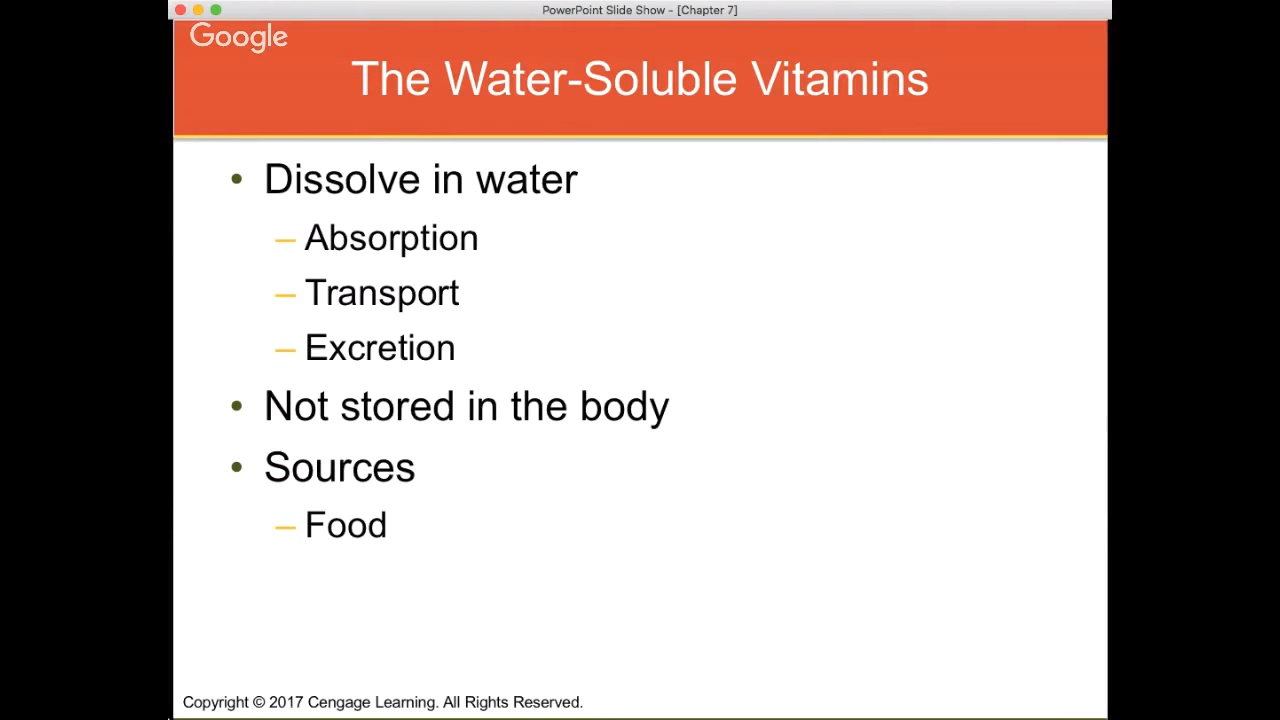 PowerPoint Slide Show - [Chapter 7]
Google
The Water-Soluble Vitamins
• Dissolve in water
– Absorption
– Transport
– Excretion
• Not stored in the body
• Sources
– Food
Copyright © 2017 Cengage Learning. All Rights Reserved.